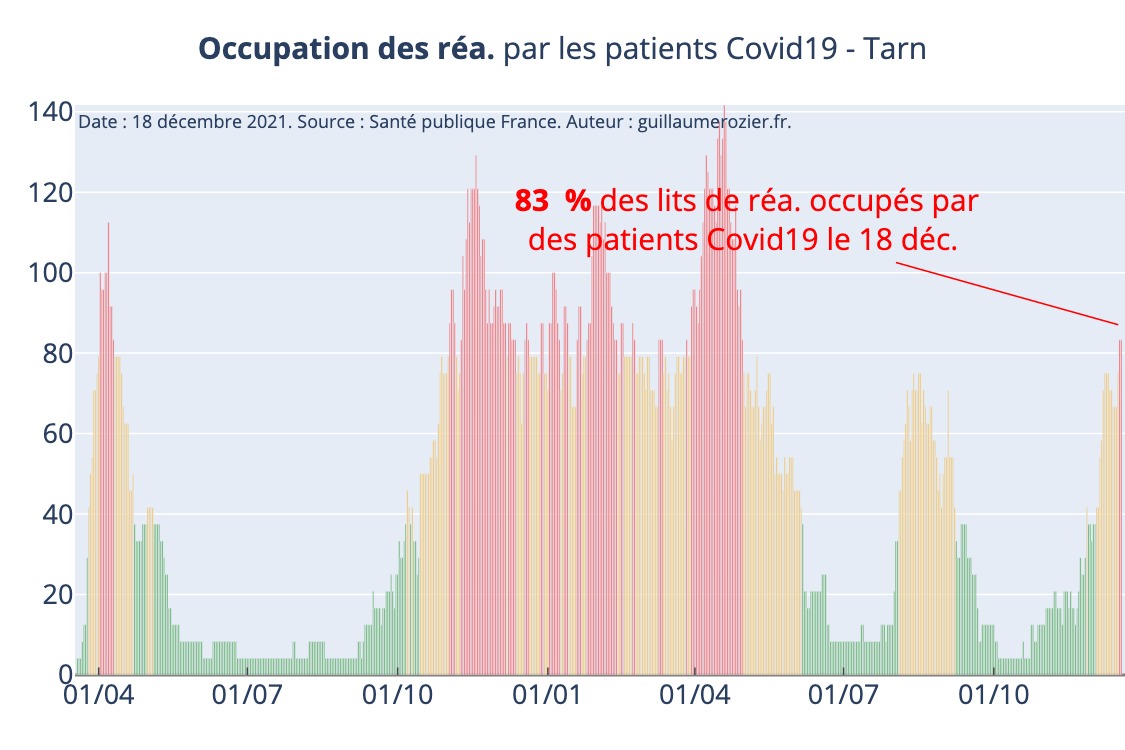 Occupation des réa. par les patients Covid19 - Tarn
140
Date : 18 décembre 2021. Source : Santé publique France. Auteur : guillaumerozier.fr.
120
83 % des lits de réa. occupés par
des patients Covid19 le 18 déc.
100
80
60
40
20
0
01/04 01/07 01/10 01/01 01/04 01/07 01/10